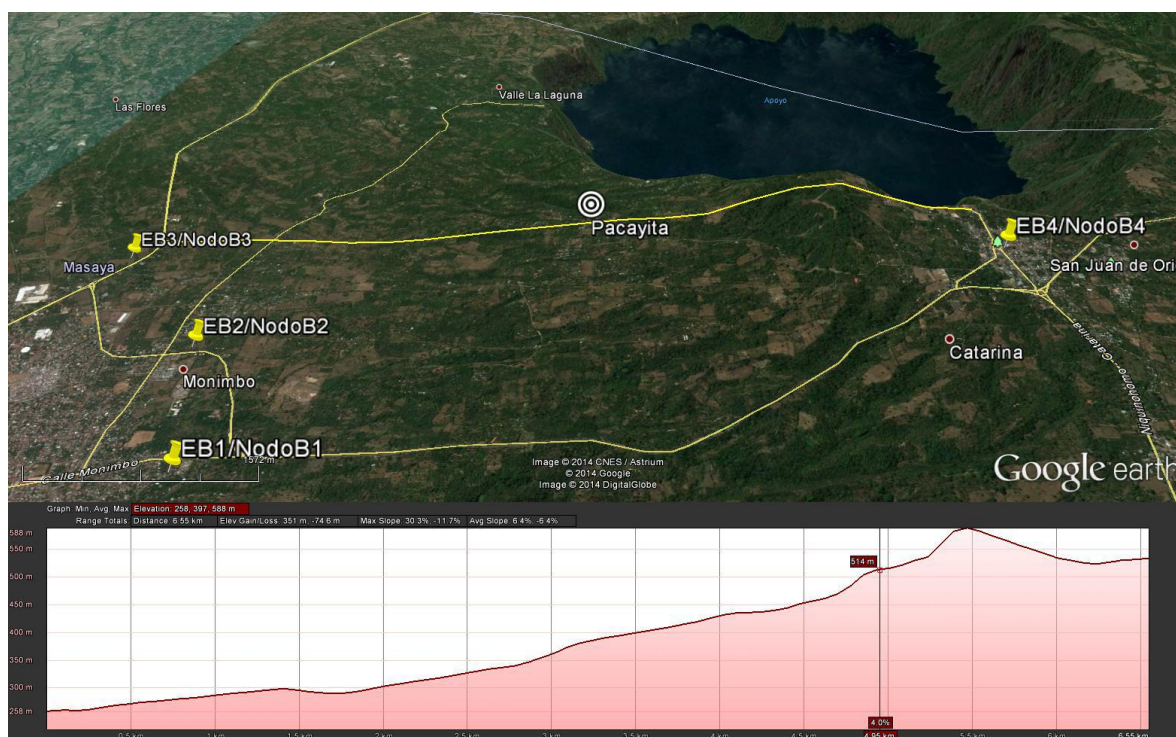 Las Flores
Valle La Laguna
Apoyo
Pacayita
EB3/NodoB3
EB4/NodoB4
Masaya
San Juan de Ori
EB2/NodoB2
Catarina
Catarina
Monimbo
Niquinohomo
EB1/NodoB1
1572 m
Calle Monimbo
Image © 2014 CNES / Astrium
© 2014 Google
Image © 2014 DigitalGlobe
Google earth
Graph: Min, Avg, Max Elevation: 258, 397, 588 m
Range Totals: Distance: 6.55 km Elev Gain/Loss: 351 m, -74.6 m Max Slope: 30.3%, -11.7% Avg Slope: 6.4%, -6.4%
588 m
550 m
514 m
500 m
450 m
400 m
350 m
300 m
258 m
4.0%
0.5 km 1 km 1.5 km 2 km 2.5 km 3 km 3.5 km 4 km 4.5 km 4.95 km 5.5 km 6 km 6.55 km